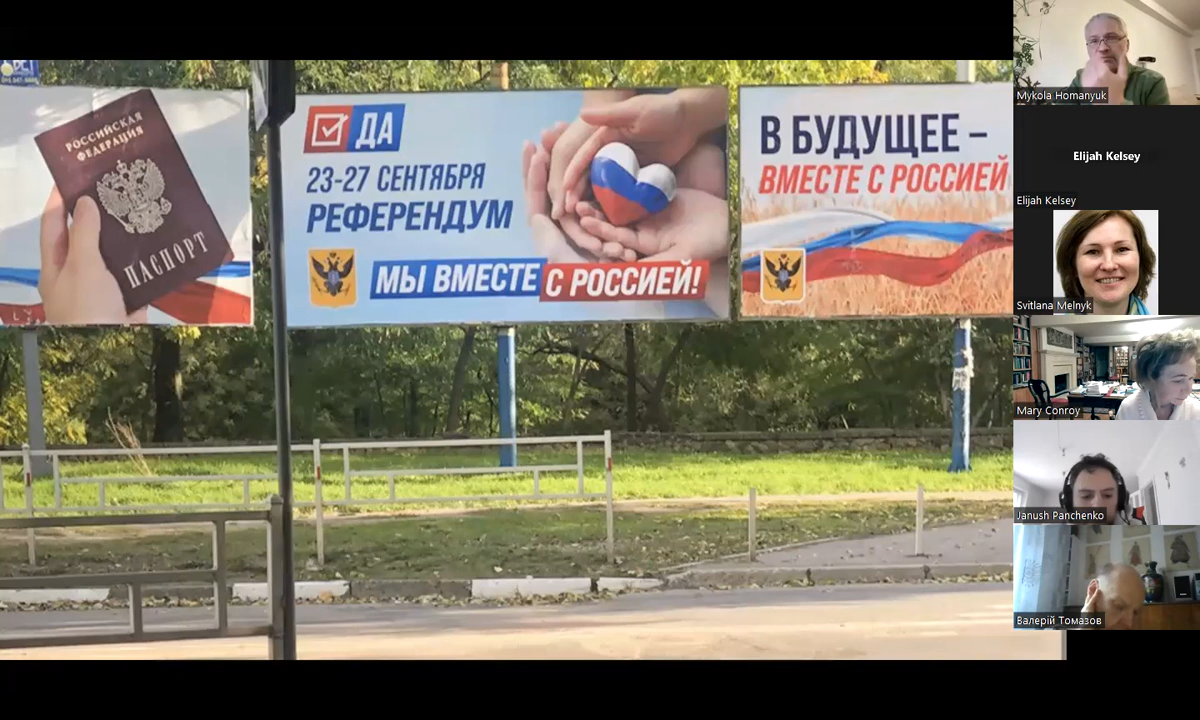 РОССИЙСКАЯ
ФЕДЕРАЦИЯ
ПАСПОРТ
ДА
23-27 СЕНТЯБРЯ
РЕФЕРЕНДУМ
МЫ ВМЕСТЕ С РОССИЕЙ!
В БУДУЩЕЕ –
ВМЕСТЕ С РОССИЕЙ
Mykola Homanyuk
Elijah Kelsey
Elijah Kelsey
Svitlana Melnyk
Mary Conroy
Janush Panchenko
Валерій Томазов